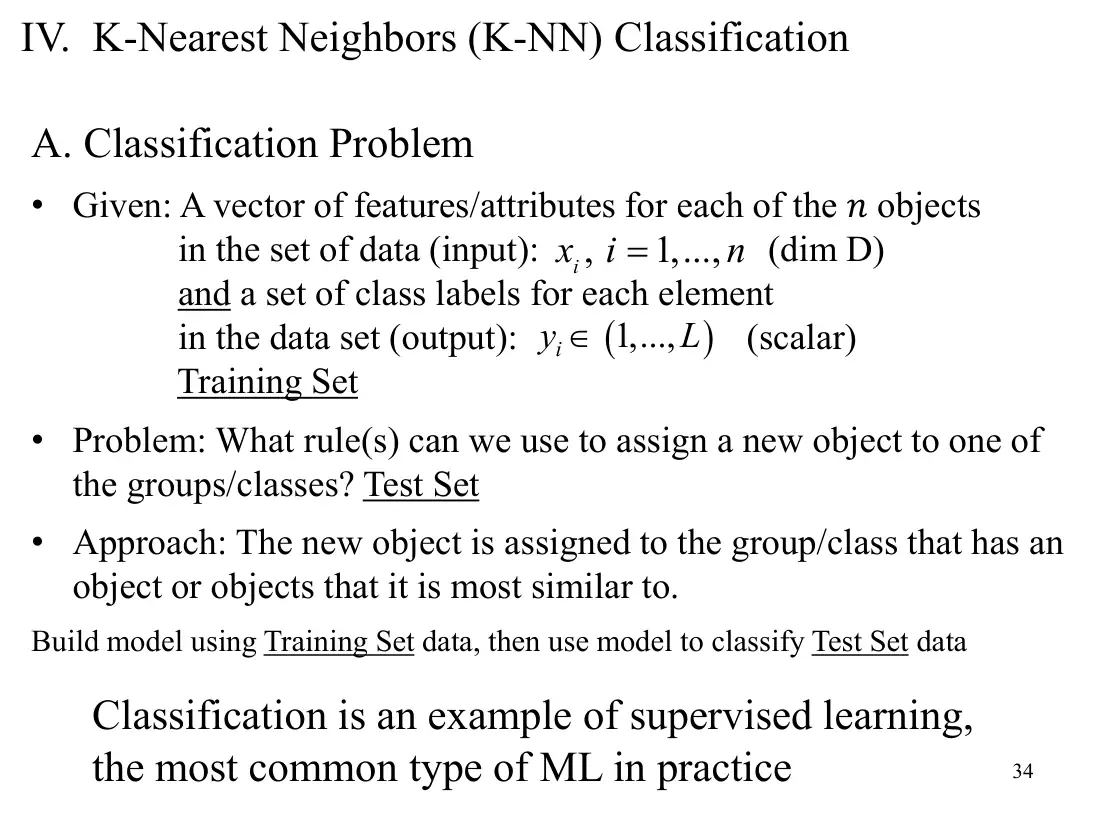 IV. K-Nearest Neighbors (K-NN) Classification
A. Classification Problem
• Given: A vector of features/attributes for each of the 𝑛 objects
in the set of data (input): xᵢ, i = 1,...,n (dim D)
and a set of class labels for each element
in the data set (output): yᵢ ∈ (1,...,L) (scalar)
Training Set
• Problem: What rule(s) can we use to assign a new object to one of
the groups/classes? Test Set
• Approach: The new object is assigned to the group/class that has an
object or objects that it is most similar to.
Build model using Training Set data, then use model to classify Test Set data
Classification is an example of supervised learning,
the most common type of ML in practice
34